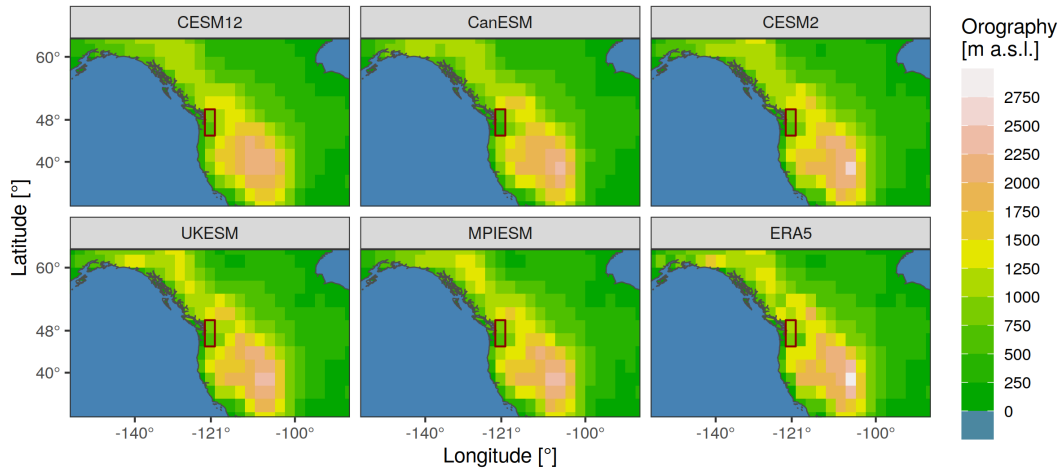 CESM12
CanESM
CESM2
Orography
[m a.s.l.]
60°
48°
40°
2750
2500
2250
2000
1750
1500
1250
1000
750
500
250
0
Latitude [°]
UKESM
MPIESM
ERA5
60°
48°
40°
-140°
-121°
-100°
-140°
-121°
-100°
-140°
-121°
-100°
Longitude [°]